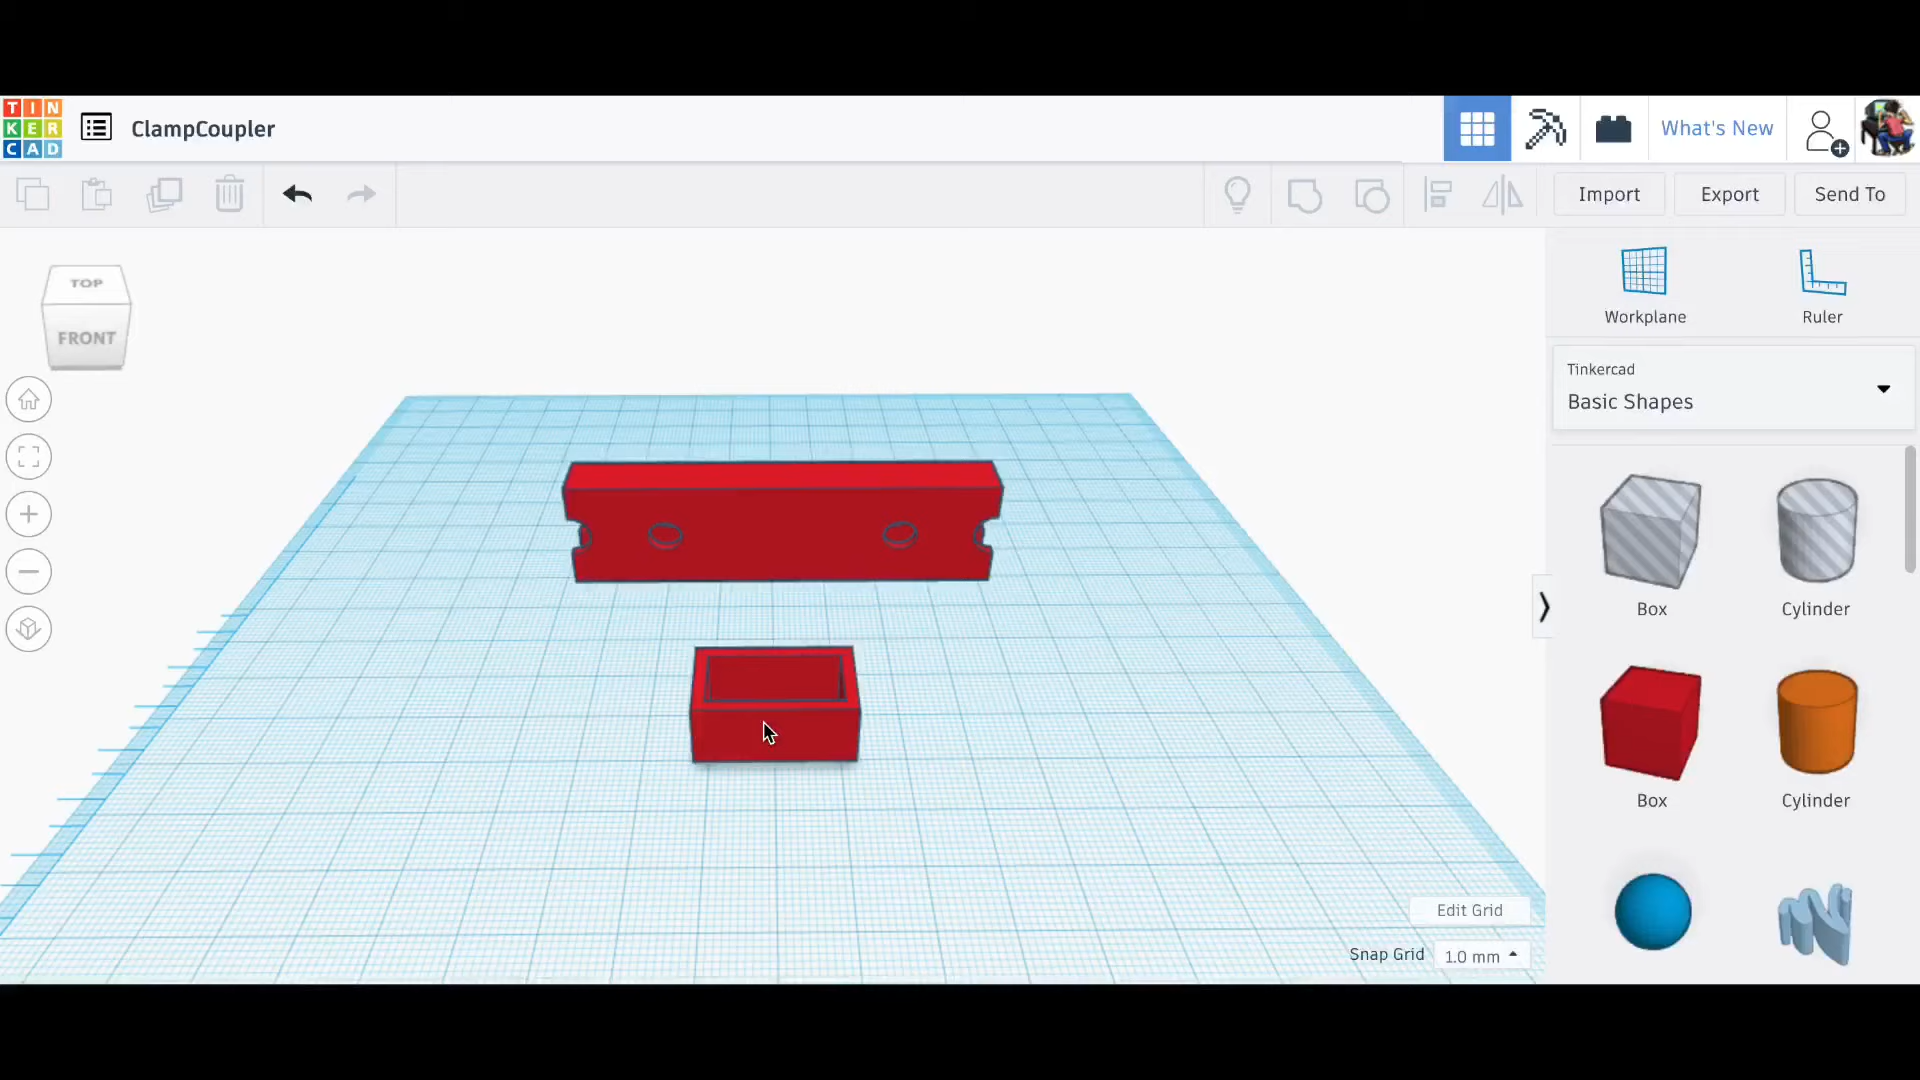 TIN
KER
CAD
ClampCoupler
What's New
Import
Export
Send To
TOP
FRONT
Workplane
Ruler
Tinkercad
Basic Shapes
Box
Cylinder
Box
Cylinder
Edit Grid
Snap Grid
1.0 mm